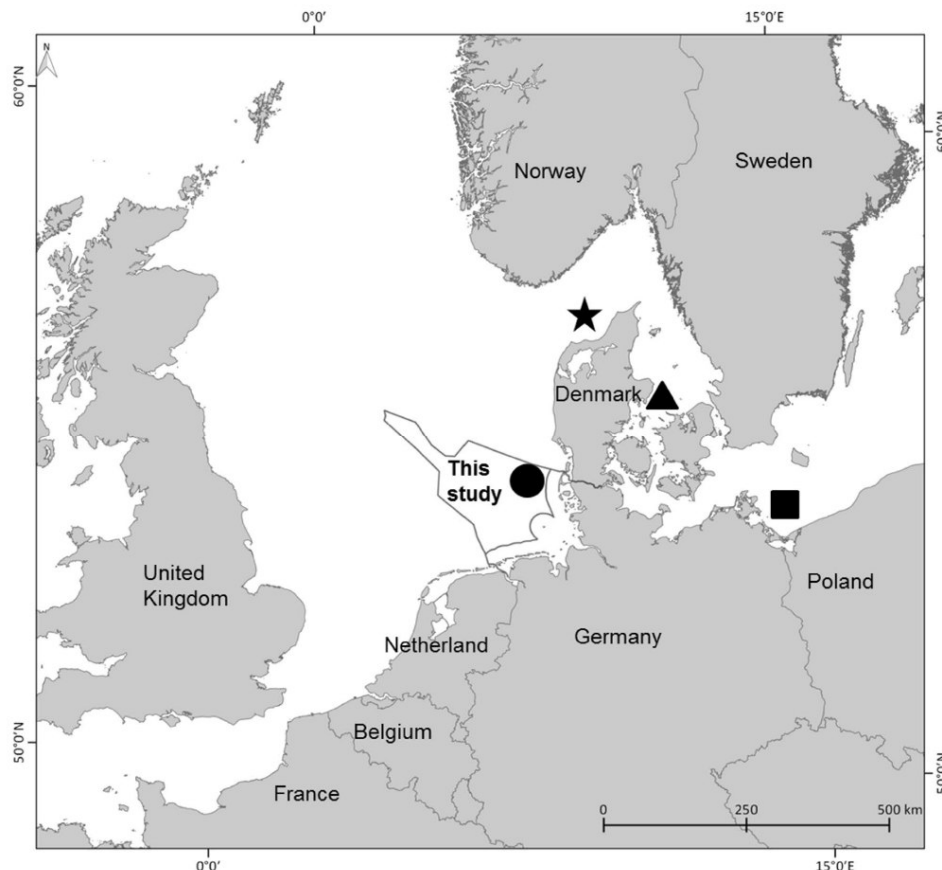 0°0'
15°0'E
N
60°0'N
60°0'N
Norway
Sweden
Denmark
This
study
United
Kingdom
Poland
Netherland
Germany
Belgium
50°0'N
50°0'N
France
0
250
500 km
0°0'
15°0'E